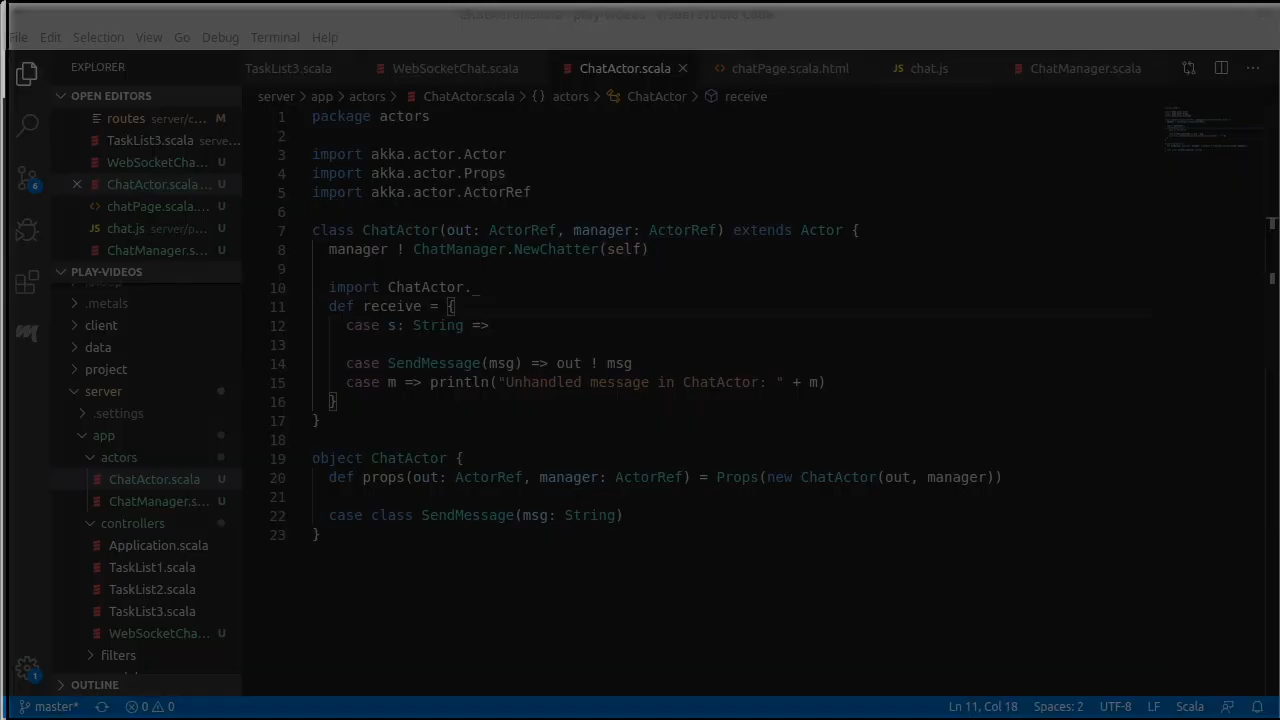 File Edit Selection View Go Debug Terminal Help
EXPLORER
OPEN EDITORS
routes server/c... M
TaskList3.scala serve...
WebSocketCha... U
ChatActor.scala ... U
chatPage.scala.... U
JS chat.js server/p... U
ChatManager.s... U
PLAY-VIDEOS
.metals
client
data
project
server
.settings
app
actors
ChatActor.scala U
ChatManager.s... U
controllers
Application.scala
TaskList1.scala
TaskList2.scala
TaskList3.scala
WebSocketCha... U
filters
OUTLINE
6
1
TaskList3.scala WebSocketChat.scala ChatActor.scala chatPage.scala.html JS chat.js ChatManager.scala
server > app > actors > ChatActor.scala > {} actors > ChatActor > receive
1 package actors
2
3 import akka.actor.Actor
4 import akka.actor.Props
5 import akka.actor.ActorRef
6
7 class ChatActor(out: ActorRef, manager: ActorRef) extends Actor {
8 manager ! ChatManager.NewChatter(self)
9
10 import ChatActor._
11 def receive = {
12 case s: String =>
13
14 case SendMessage(msg) => out ! msg
15 case m => println("Unhandled message in ChatActor: " + m)
16 }
17 }
18
19 object ChatActor {
20 def props(out: ActorRef, manager: ActorRef) = Props(new ChatActor(out, manager))
21
22 case class SendMessage(msg: String)
23 }
master* 0 0 Ln 11, Col 18 Spaces: 2 UTF-8 LF Scala